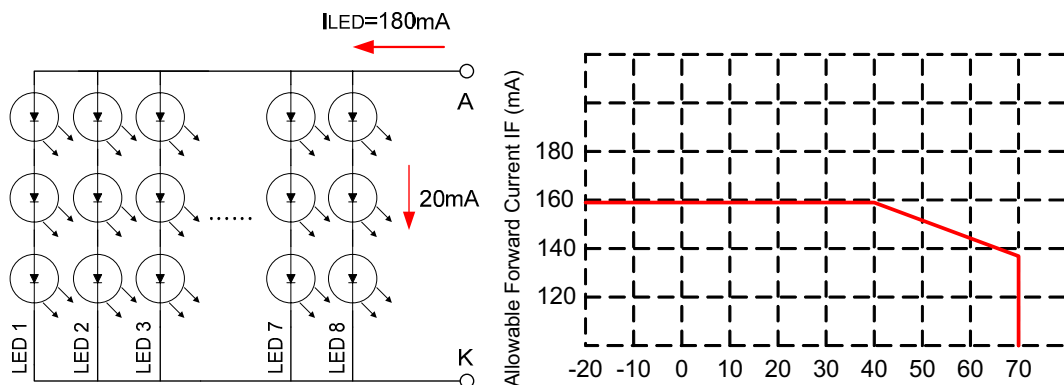 ILED=180mA
A
20mA
......
LED 1
LED 2
LED 3
LED 7
LED 8
K
Allowable Forward Current IF (mA)
180
160
140
120
-20 -10 0 10 20 30 40 50 60 70